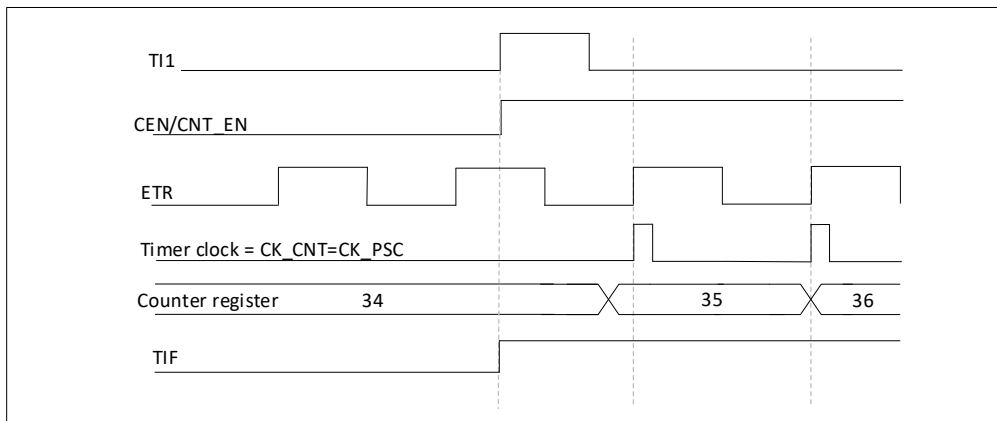 TI1
CEN/CNT_EN
ETR
Timer clock = CK_CNT=CK_PSC
Counter register 34 35 36
TIF